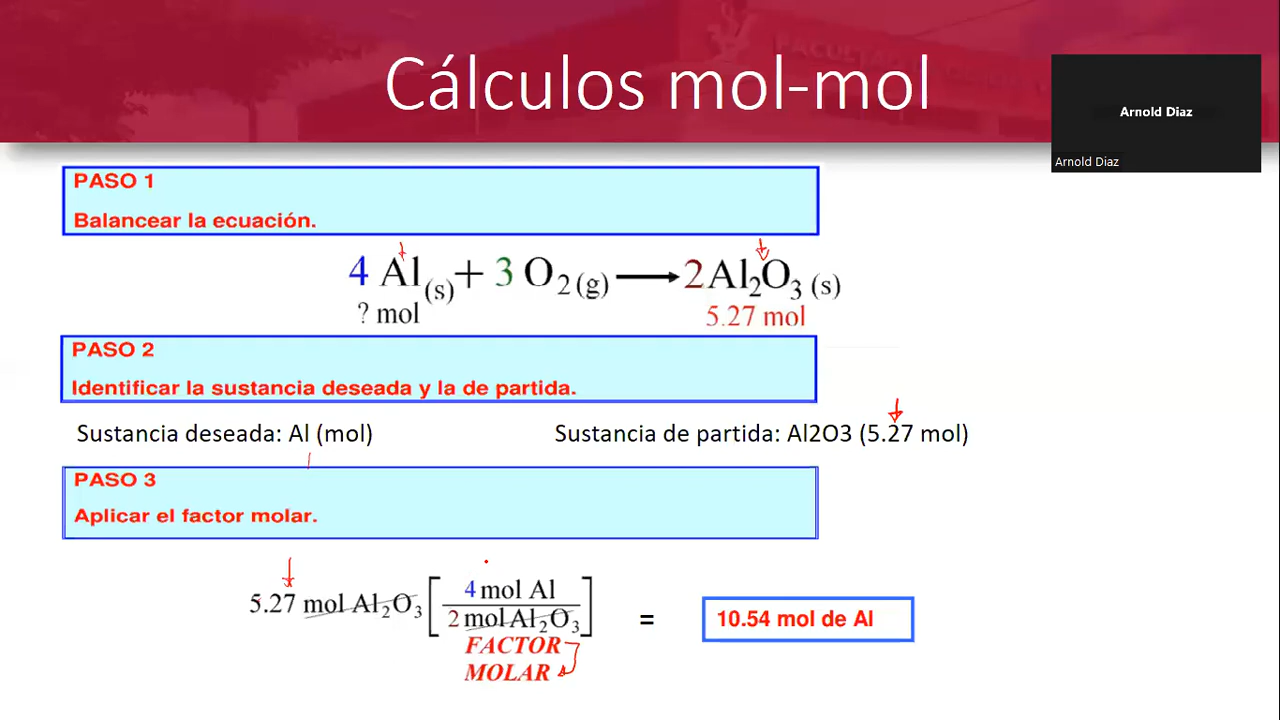 Cálculos mol-mol
Arnold Diaz
Arnold Diaz
PASO 1
Balancear la ecuación.
4 Al(s) + 3 O2(g) → 2Al2O3(s)
? mol 5.27 mol
PASO 2
Identificar la sustancia deseada y la de partida.
Sustancia deseada: Al (mol) Sustancia de partida: Al2O3 (5.27 mol)
PASO 3
Aplicar el factor molar.
5.27 mol Al2O3 [4 mol Al / 2 mol Al2O3] = 10.54 mol de Al
FACTOR
MOLAR